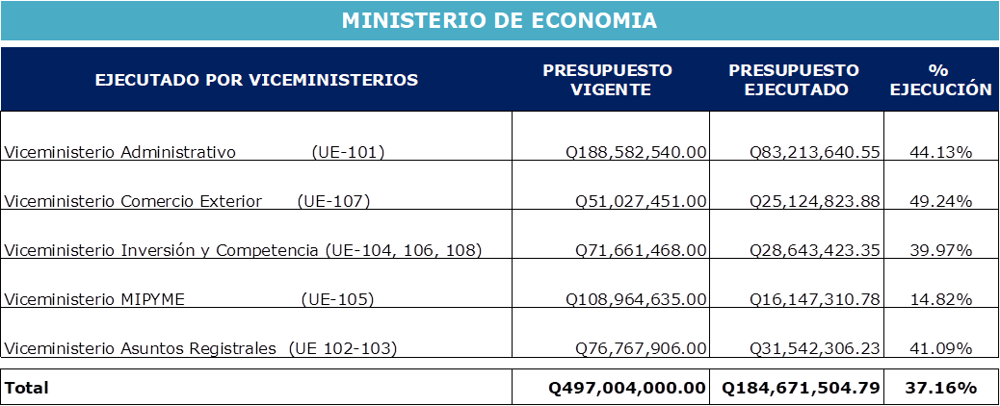 MINISTERIO DE ECONOMIA
EJECUTADO POR VICEMINISTERIOS PRESUPUESTO VIGENTE PRESUPUESTO EJECUTADO % EJECUCIÓN
Viceministerio Administrativo (UE-101) Q188,582,540.00 Q83,213,640.55 44.13%
Viceministerio Comercio Exterior (UE-107) Q51,027,451.00 Q25,124,823.88 49.24%
Viceministerio Inversión y Competencia (UE-104, 106, 108) Q71,661,468.00 Q28,643,423.35 39.97%
Viceministerio MIPYME (UE-105) Q108,964,635.00 Q16,147,310.78 14.82%
Viceministerio Asuntos Registrales (UE 102-103) Q76,767,906.00 Q31,542,306.23 41.09%
Total Q497,004,000.00 Q184,671,504.79 37.16%